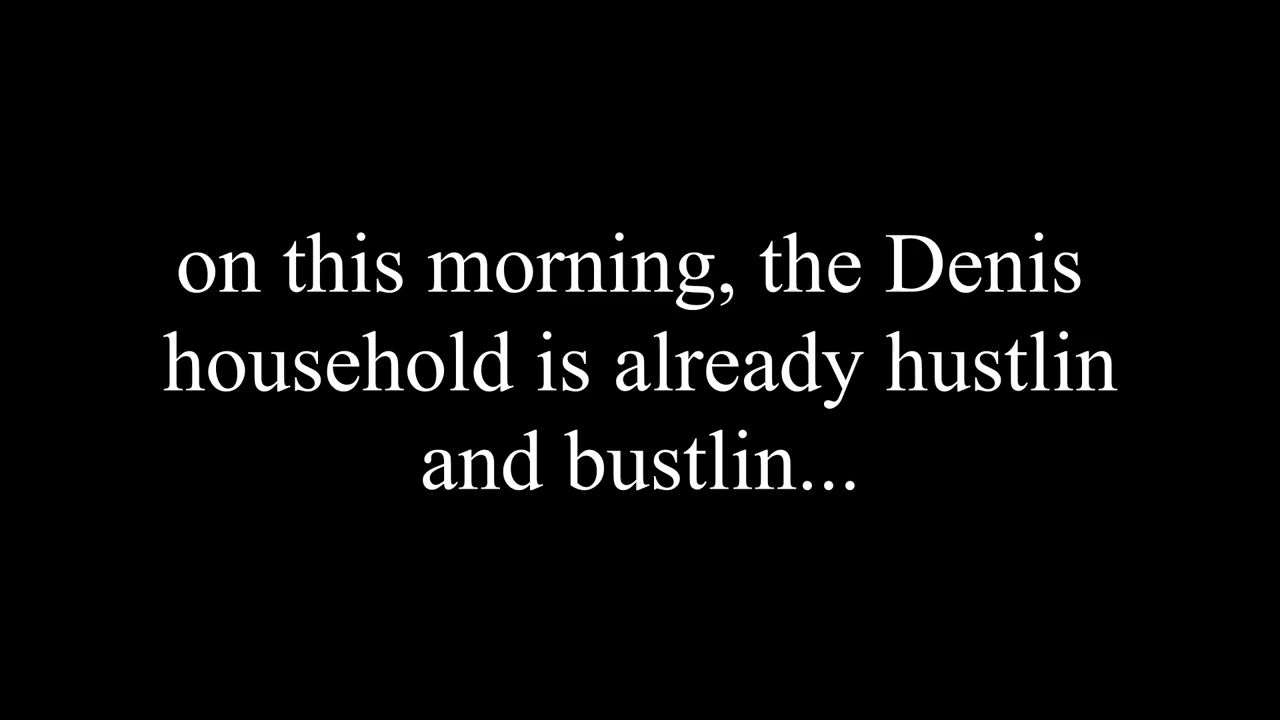 on this morning, the Denis
household is already hustlin
and bustlin...